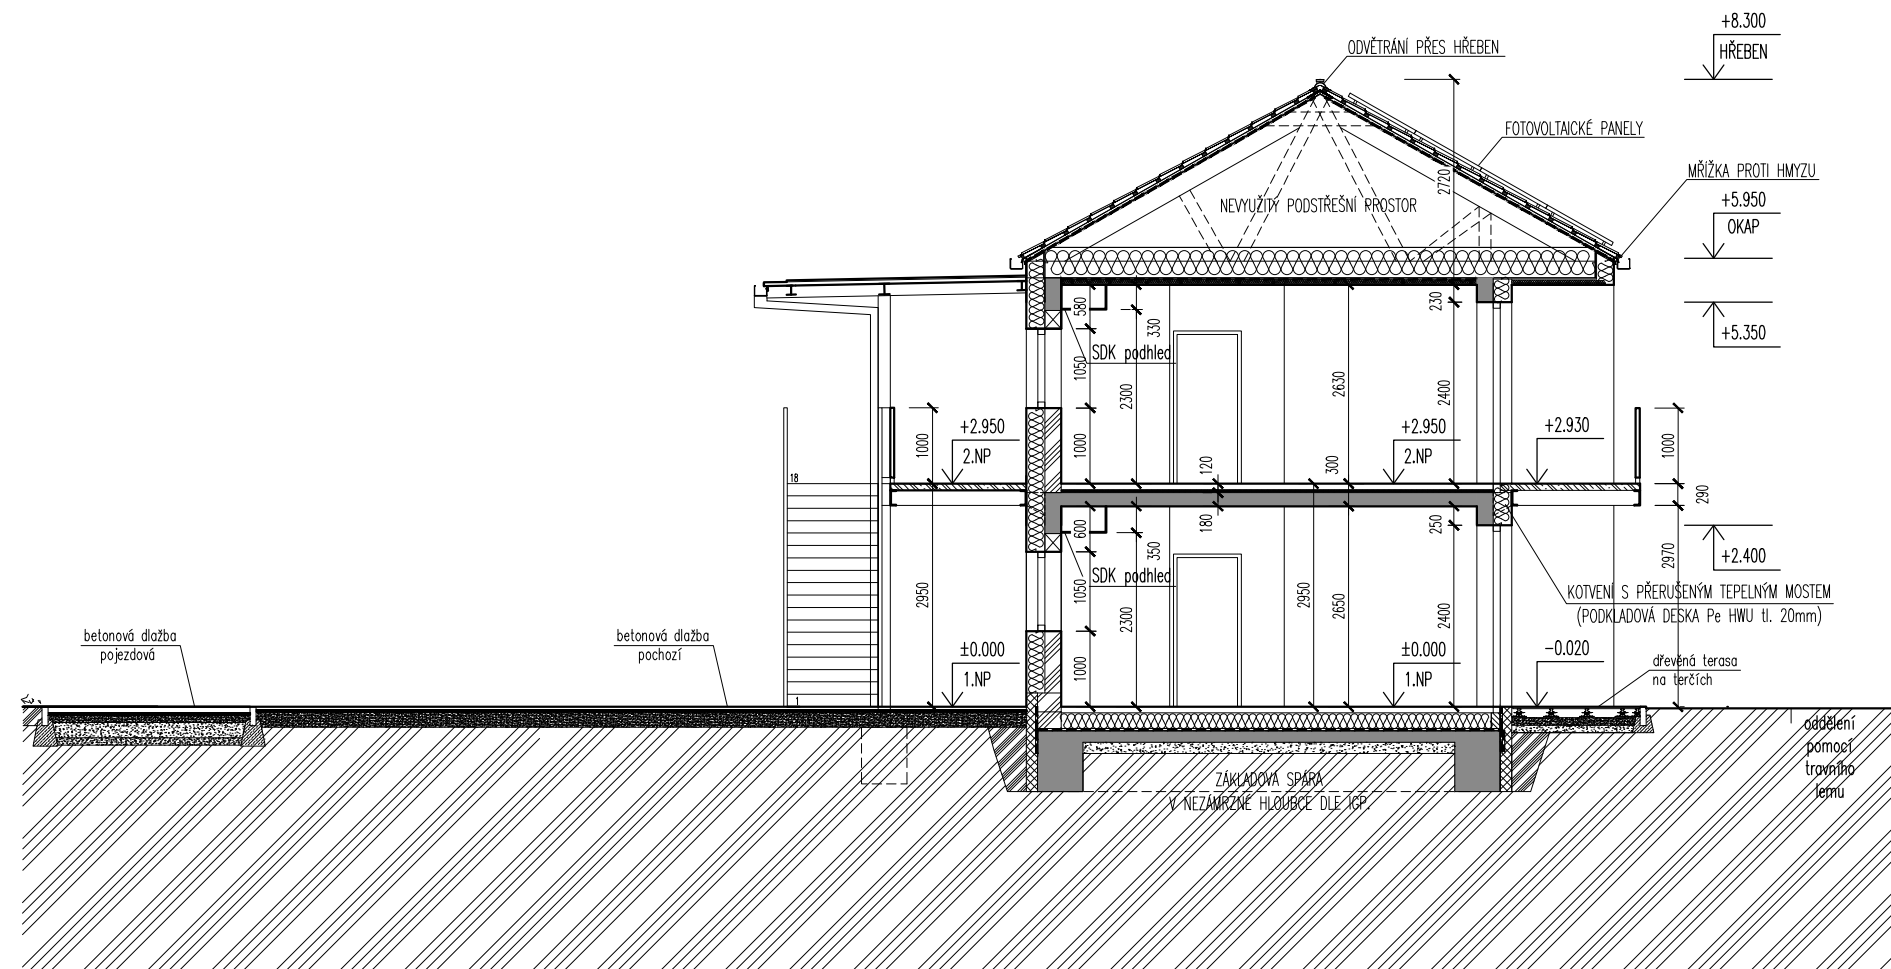 +8.300
HŘEBEN
ODVĚTRÁNÍ PŘES HŘEBEN
FOTOVOLTAICKÉ PANELY
MŘÍŽKA PROTI HMYZU
2720
+5.950
OKAP
NEVYUŽITY PODSTŘEŠNÍ PROSTOR
580
330
230
+5.350
SDK podhled
1050
2300
2630
2400
1000
+2.950
2.NP
1000
120
300
+2.950
2.NP
+2.930
1000
18
290
600
180
250
350
2970
+2.400
SDK podhled
1050
2950
2300
2950
2650
2400
KOTVENÍ S PŘERUŠENÝM TEPELNÝM MOSTEM
(PODKLADOVÁ DESKA Pe HWU tl. 20mm)
betonová dlažba
pojezdová
betonová dlažba
pochozí
±0.000
1.NP
1000
±0.000
1.NP
-0.020
dřevěná terasa
na terčích
1
oddělení
pomocí
travního
lemu
ZÁKLADOVÁ SPÁRA
V NEZÁMRZNÉ HLOUBCE DLE IGP.